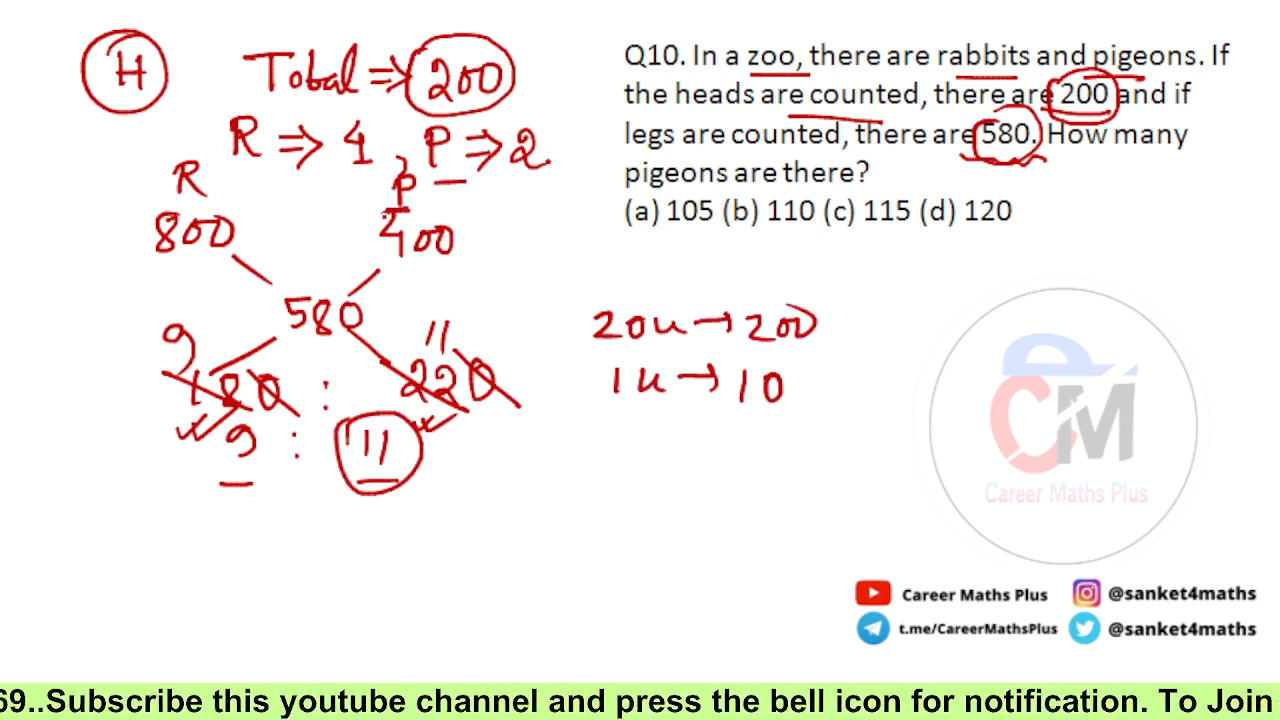 H Total ⇒ 200
R ⇒ 4, P ⇒ 2
R P
800 400
580
9 11
180 : 220
9 : 11
20u → 200
1u → 10
Q10. In a zoo, there are rabbits and pigeons. If
the heads are counted, there are 200 and if
legs are counted, there are 580. How many
pigeons are there?
(a) 105 (b) 110 (c) 115 (d) 120
CM
Career Maths Plus
Career Maths Plus @sanket4maths
t.me/CareerMathsPlus @sanket4maths
69..Subscribe this youtube channel and press the bell icon for notification. To Join